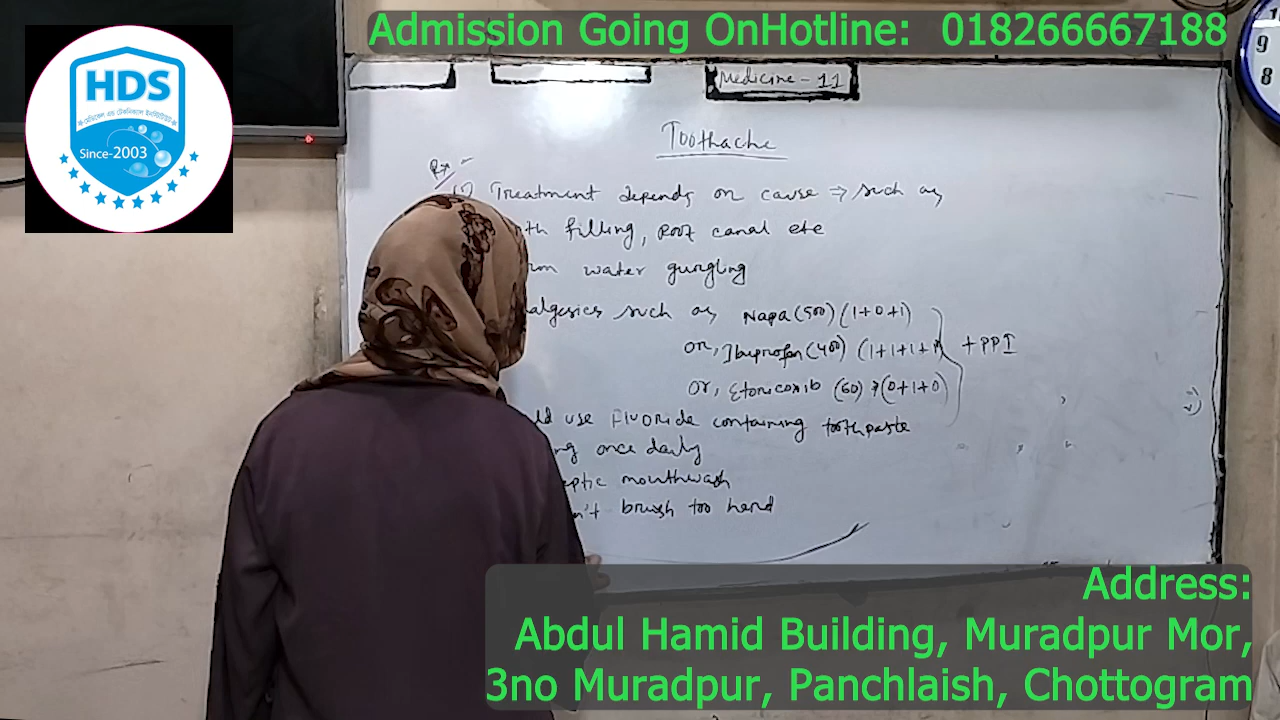 Admission Going OnHotline: 018266667188
HDS
Since-2003
Medicine - 11
Toothache
Rx -
Treatment depends on cause ⇒ such as
filling, Root canal etc
water gurgling
such as Napa (500) (1+0+1)
or, Ibuprofen (400) (1+1+1+1)
+ PPI
or, Etoricoxib (60) (0+1+0)
use Fluoride containing toothpaste
once daily
mouthwash
brush too hard
9
8
Address:
Abdul Hamid Building, Muradpur Mor,
3no Muradpur, Panchlaish, Chottogram